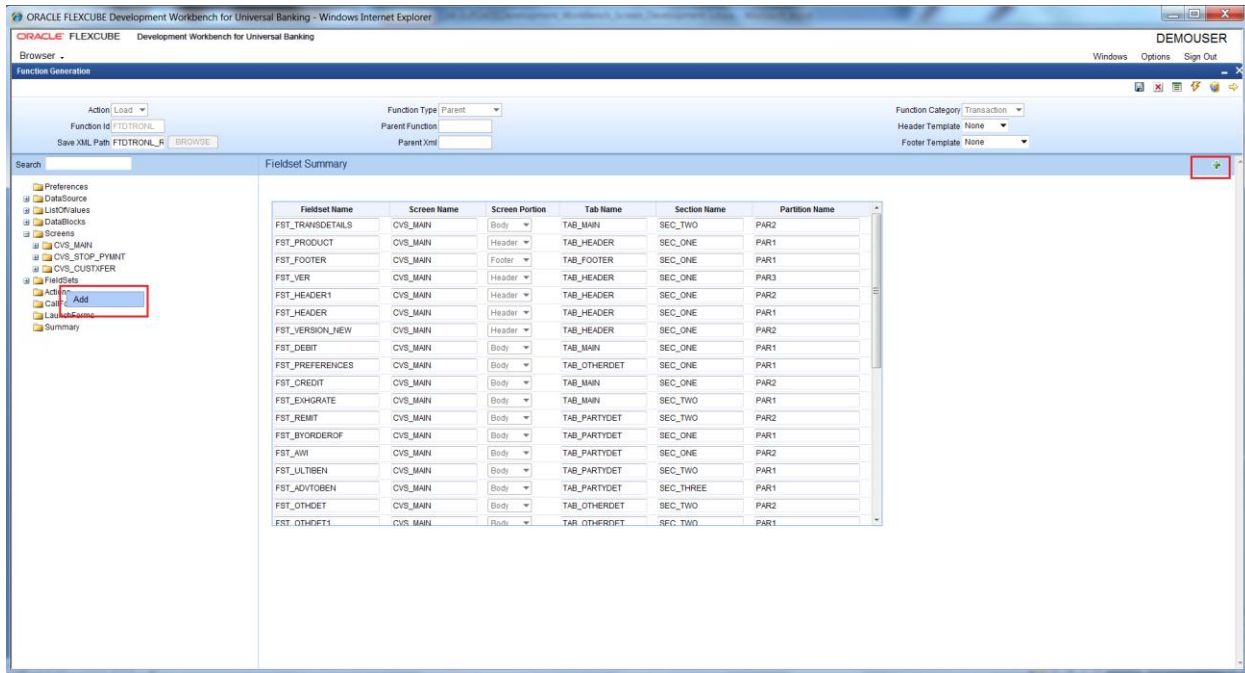 ORACLE FLEXCUBE Development Workbench for Universal Banking - Windows Internet Explorer
ORACLE FLEXCUBE Development Workbench for Universal Banking DEMOUSER
Browser Windows Options Sign Out
Function Generation
Action Load Function Type Parent Function Category Transaction
Function Id FTDTRONL Parent Function Header Template None
Save XML Path FTDTRONL_R BROWSE Parent Xml Footer Template None
Search Fieldset Summary
Preferences
DataSource
ListOfValues
DataBlocks
Screens
CVS_MAIN
CVS_STOP_PYMNT
CVS_CUSTXFER
FieldSets
Add
LaunchForms
Summary
Fieldset Name Screen Name Screen Portion Tab Name Section Name Partition Name
FST_TRANSDETAILS CVS_MAIN Body TAB_MAIN SEC_TWO PAR2
FST_PRODUCT CVS_MAIN Header TAB_HEADER SEC_ONE PAR1
FST_FOOTER CVS_MAIN Footer TAB_FOOTER SEC_ONE PAR1
FST_VER CVS_MAIN Header TAB_HEADER SEC_ONE PAR3
FST_HEADER1 CVS_MAIN Header TAB_HEADER SEC_ONE PAR2
FST_HEADER CVS_MAIN Header TAB_HEADER SEC_ONE PAR1
FST_VERSION_NEW CVS_MAIN Header TAB_HEADER SEC_ONE PAR2
FST_DEBIT CVS_MAIN Body TAB_MAIN SEC_ONE PAR1
FST_PREFERENCES CVS_MAIN Body TAB_OTHERDET SEC_ONE PAR1
FST_CREDIT CVS_MAIN Body TAB_MAIN SEC_ONE PAR2
FST_EXHGRATE CVS_MAIN Body TAB_MAIN SEC_TWO PAR1
FST_REMIT CVS_MAIN Body TAB_PARTYDET SEC_TWO PAR2
FST_BYORDEROF CVS_MAIN Body TAB_PARTYDET SEC_ONE PAR1
FST_AWI CVS_MAIN Body TAB_PARTYDET SEC_ONE PAR2
FST_ULTIBEN CVS_MAIN Body TAB_PARTYDET SEC_TWO PAR1
FST_ADVTOBEN CVS_MAIN Body TAB_PARTYDET SEC_THREE PAR1
FST_OTHDET CVS_MAIN Body TAB_OTHERDET SEC_TWO PAR2
FST_OTHDET1 CVS_MAIN Body TAB_OTHERDET SEC_TWO PAR1